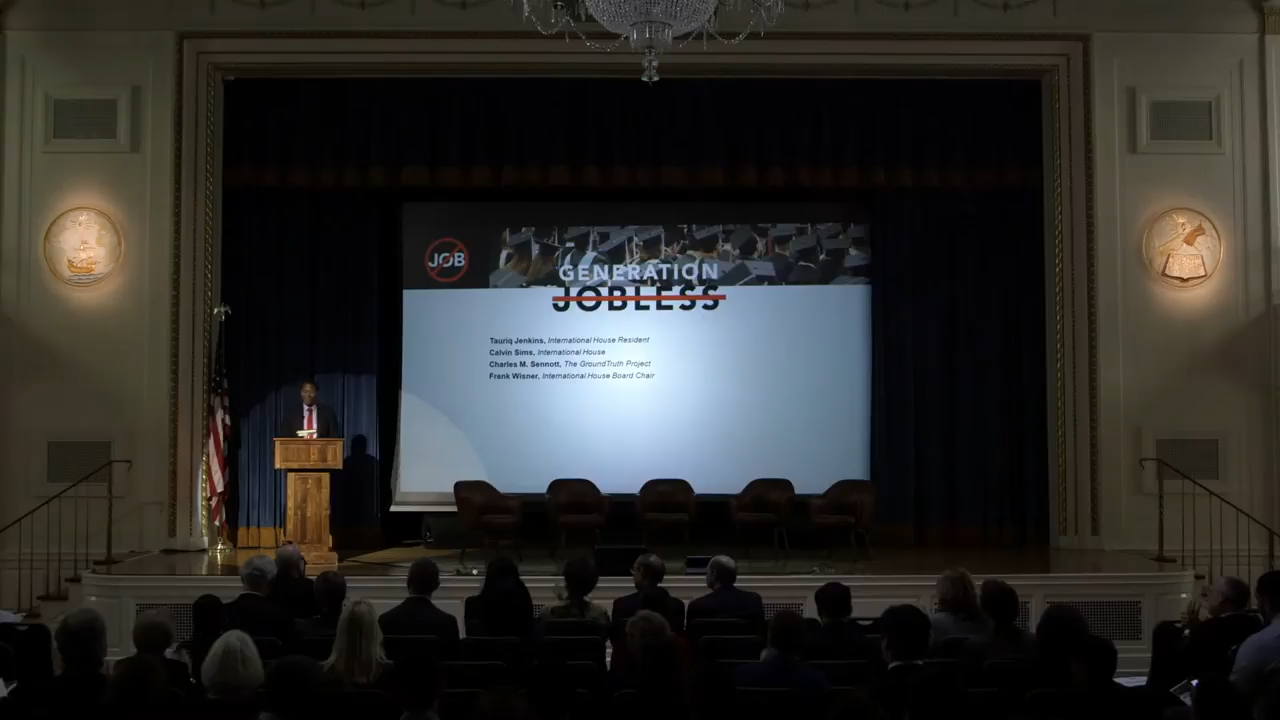 JOB
GENERATION
JOBLESS
Tauriq Jenkins, International House Resident
Calvin Sims, International House
Charles M. Sennott, The GroundTruth Project
Frank Wisner, International House Board Chair